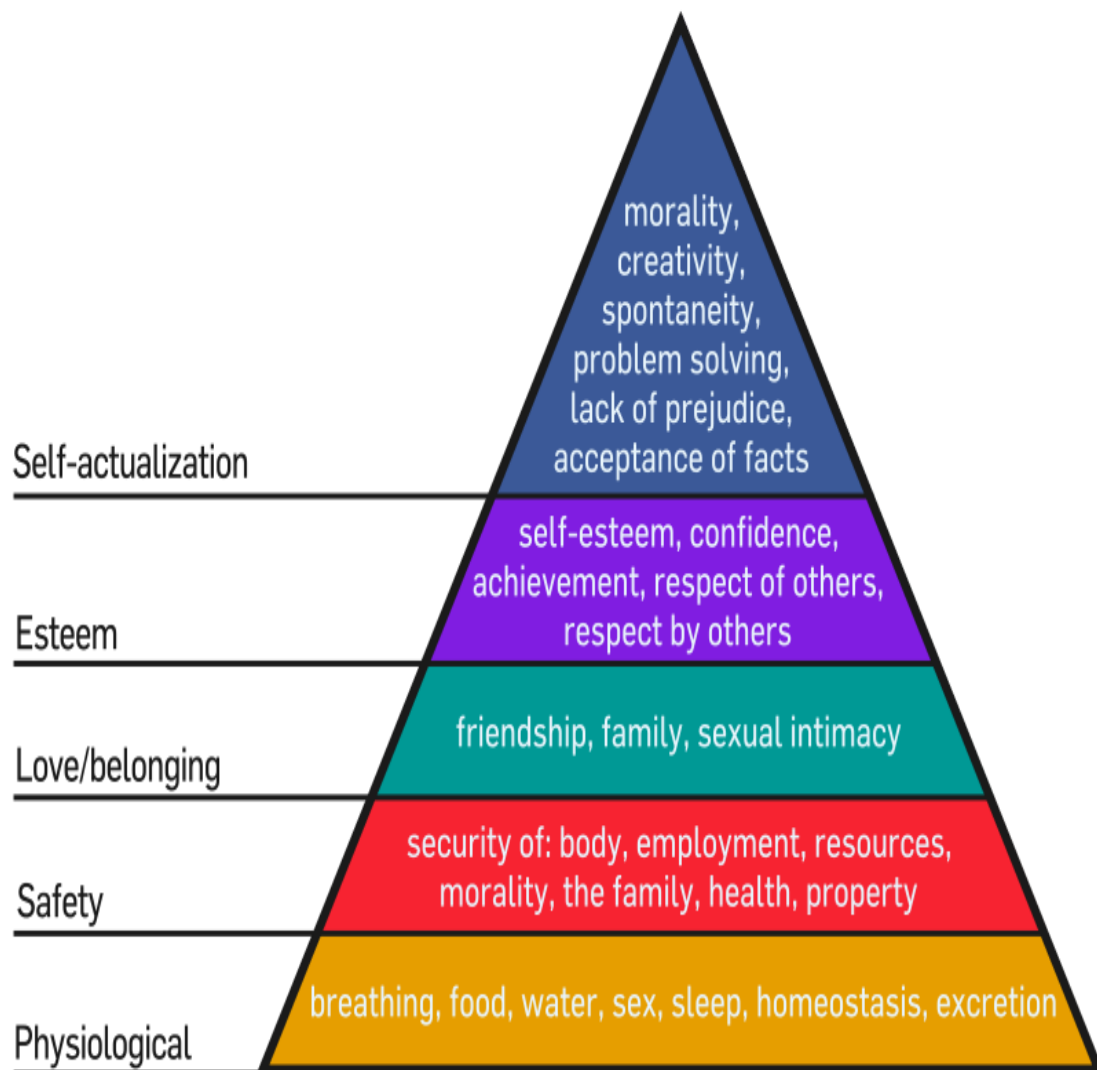 morality,
creativity,
spontaneity,
problem solving,
lack of prejudice,
acceptance of facts
Self-actualization
self-esteem, confidence,
achievement, respect of others,
respect by others
Esteem
friendship, family, sexual intimacy
Love/belonging
security of: body, employment, resources,
morality, the family, health, property
Safety
breathing, food, water, sex, sleep, homeostasis, excretion
Physiological